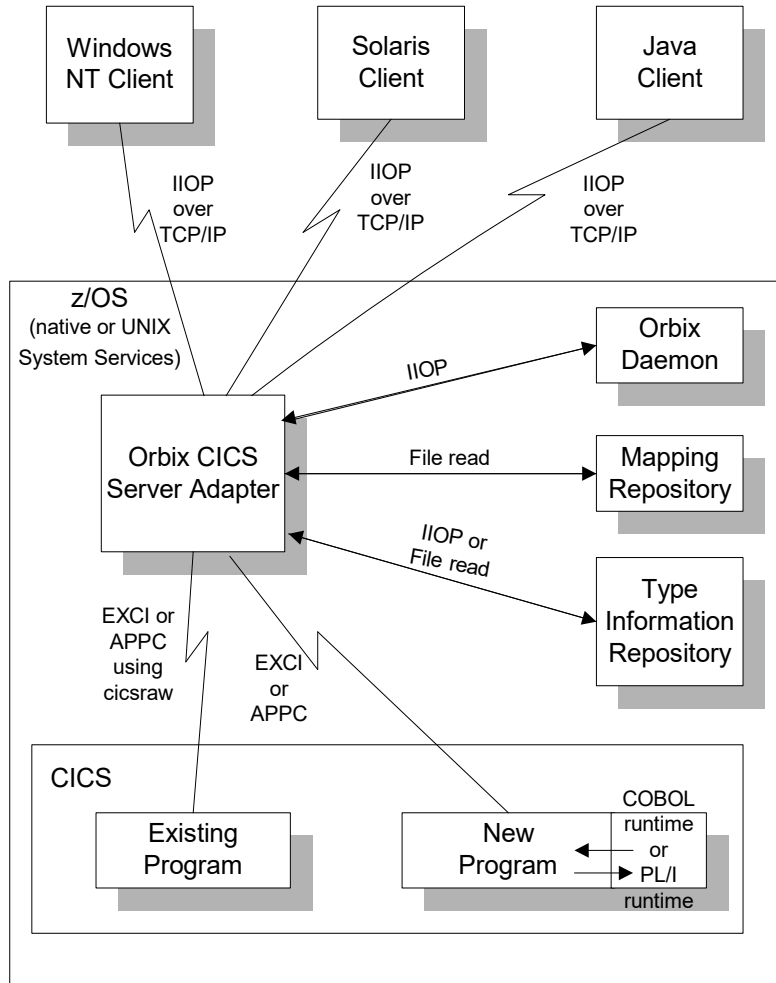 Windows
NT Client
Solaris
Client
Java
Client
IIOP
over
TCP/IP
IIOP
over
TCP/IP
IIOP
over
TCP/IP
z/OS
(native or UNIX
System Services)
Orbix
Daemon
IIOP
Orbix CICS
Server Adapter
File read
Mapping
Repository
IIOP or
File read
Type
Information
Repository
EXCI or
APPC
using
cicsraw
EXCI
or
APPC
CICS
Existing
Program
New
Program
COBOL
runtime
or
PL/I
runtime